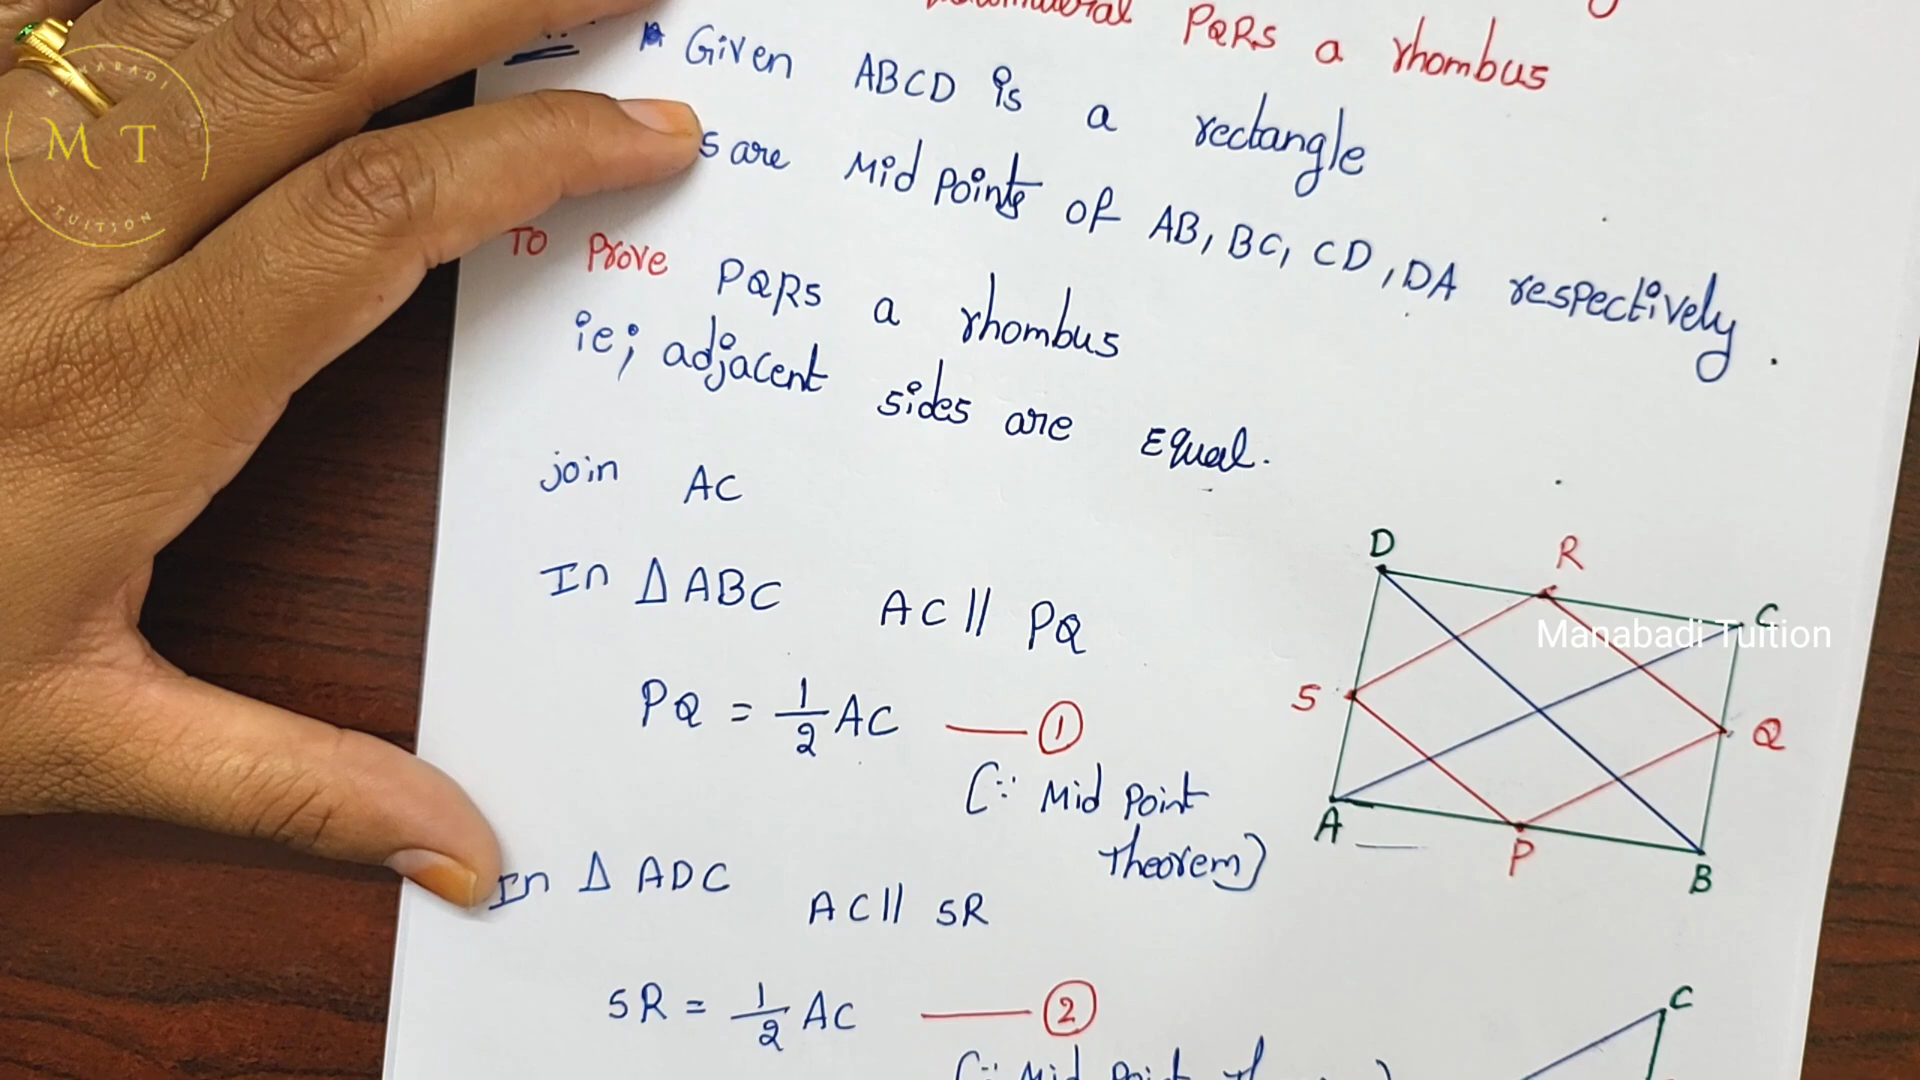 PQRS a rhombus
Given ABCD is a rectangle
S are Mid points of AB, BC, CD, DA respectively.
To Prove PQRS a rhombus
ie; adjacent sides are Equal.
join AC
In Δ ABC AC || PQ
PQ = 1/2 AC —— ①
(∵ Mid Point
theorem)
In Δ ADC AC || SR
SR = 1/2 AC —— ②
(∵ Mid Point
D
R
C
S
Q
A
P
B
C
Manabadi Tuition
M T
TUITION